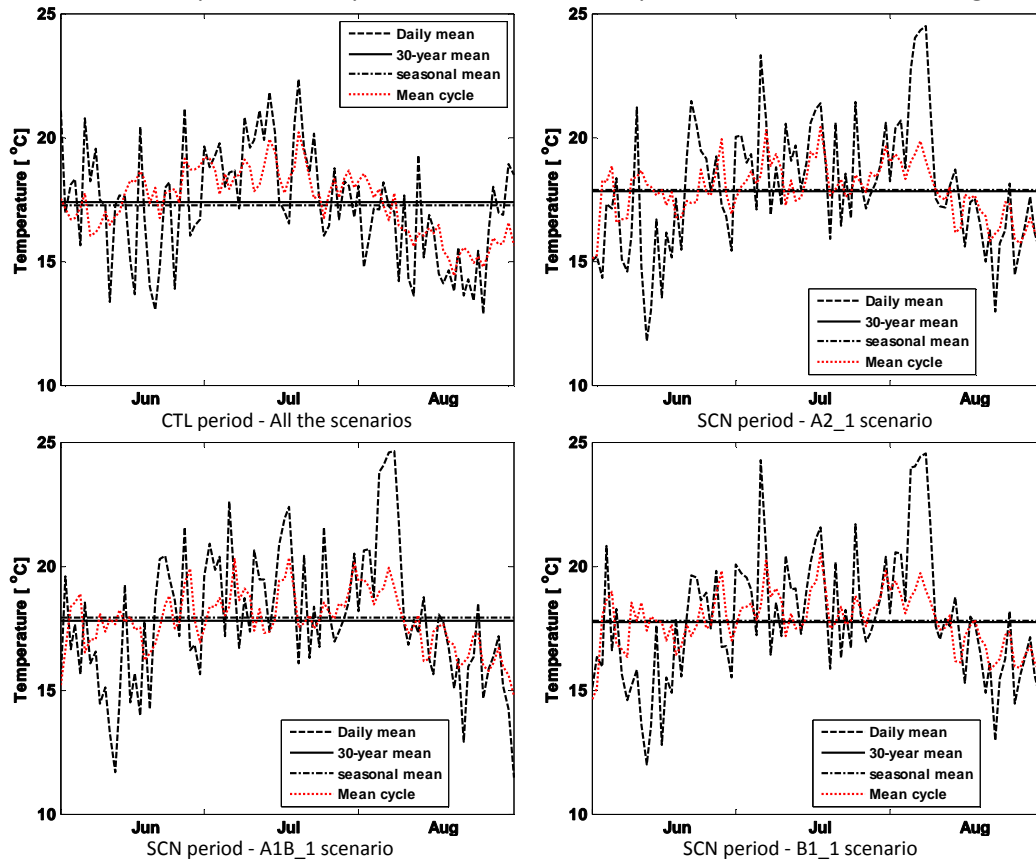 25
20
15
10
Temperature [ °C]
Daily mean
30-year mean
seasonal mean
Mean cycle
Jun Jul Aug
CTL period - All the scenarios
25
20
15
10
Temperature [ °C]
Daily mean
30-year mean
seasonal mean
Mean cycle
Jun Jul Aug
SCN period - A2_1 scenario
25
20
15
10
Temperature [ °C]
Daily mean
30-year mean
seasonal mean
Mean cycle
Jun Jul Aug
SCN period - A1B_1 scenario
25
20
15
10
Temperature [ °C]
Daily mean
30-year mean
seasonal mean
Mean cycle
Jun Jul Aug
SCN period - B1_1 scenario